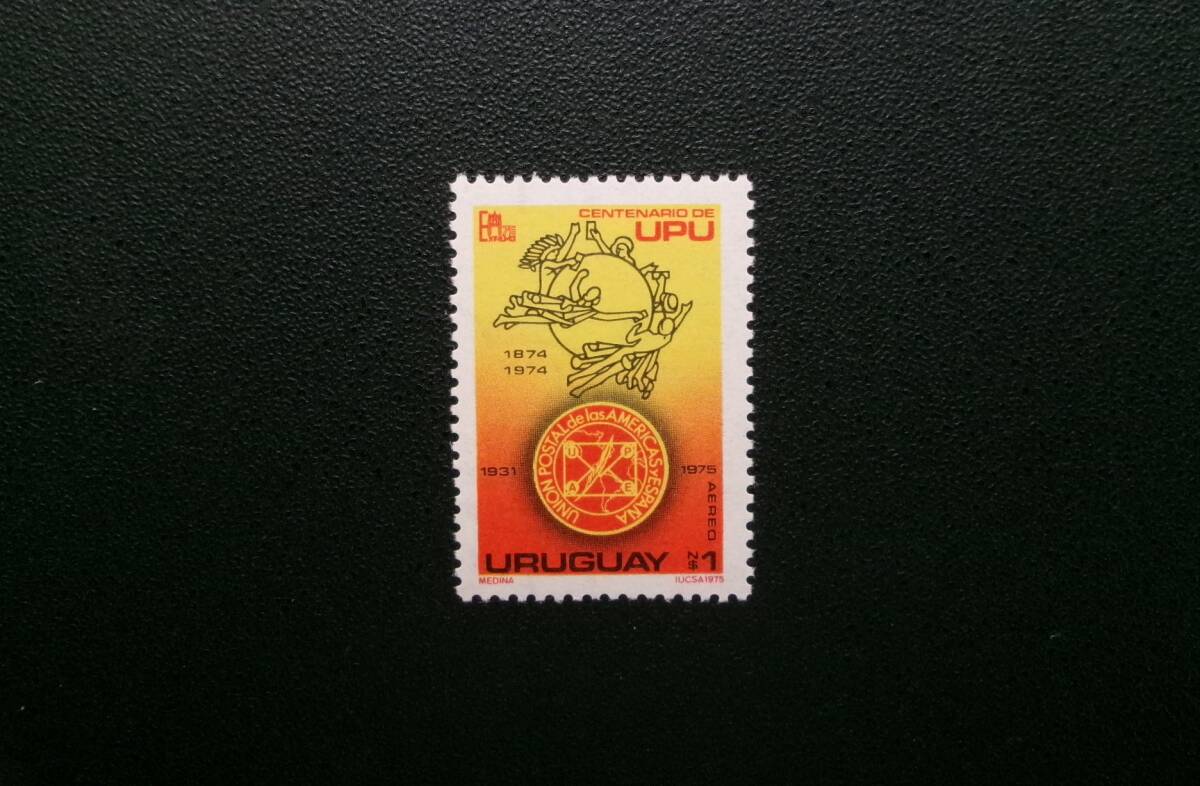 CENTENARIO DE
UPU
1874
1974
UNION POSTAL de las AMERICAS Y ESPAÑA
U P
A E
1931
1975
AEREO
URUGUAY N$ 1
MEDINA
IUCSA 1975